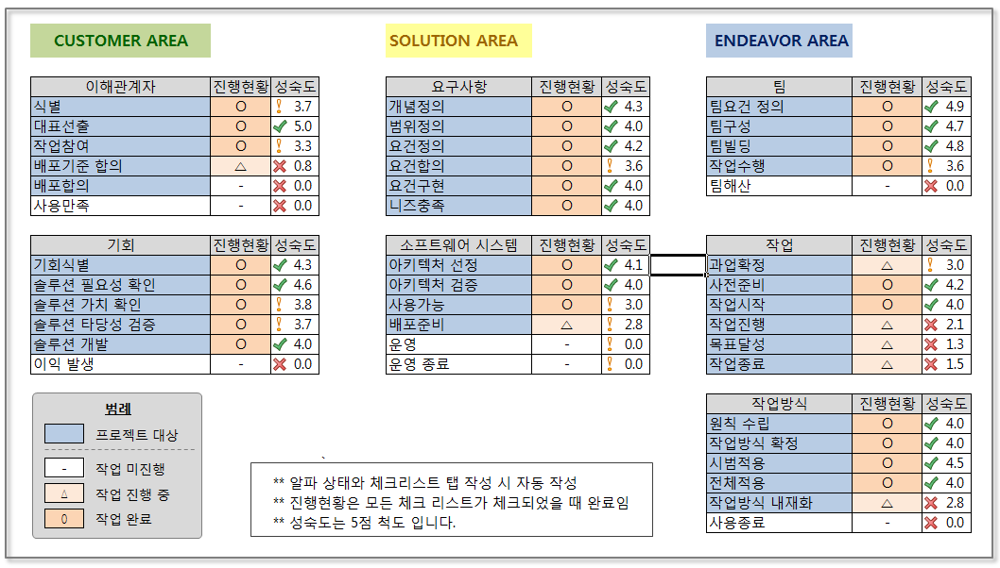 CUSTOMER AREA
이해관계자 진행현황 성숙도
식별 O 3.7
대표선출 O 5.0
작업참여 O 3.3
배포기준 합의 △ 0.8
배포합의 - 0.0
사용만족 - 0.0
기회 진행현황 성숙도
기회식별 O 4.3
솔루션 필요성 확인 O 4.6
솔루션 가치 확인 O 3.8
솔루션 타당성 검증 O 3.7
솔루션 개발 O 4.0
이익 발생 - 0.0
SOLUTION AREA
요구사항 진행현황 성숙도
개념정의 O 4.3
범위정의 O 4.0
요건정의 O 4.2
요건합의 O 3.6
요건구현 O 4.0
니즈충족 O 4.0
소프트웨어 시스템 진행현황 성숙도
아키텍처 선정 O 4.1
아키텍처 검증 O 4.0
사용가능 O 3.0
배포준비 △ 2.8
운영 - 0.0
운영 종료 - 0.0
ENDEAVOR AREA
팀 진행현황 성숙도
팀요건 정의 O 4.9
팀구성 O 4.7
팀빌딩 O 4.8
작업수행 O 3.6
팀해산 - 0.0
작업 진행현황 성숙도
과업확정 △ 3.0
사전준비 O 4.2
작업시작 O 4.0
작업진행 △ 2.1
목표달성 △ 1.3
작업종료 △ 1.5
작업방식 진행현황 성숙도
원칙 수립 O 4.0
작업방식 확정 O 4.0
시범적용 O 4.5
전체적용 O 4.0
작업방식 내재화 △ 2.8
사용종료 - 0.0
범례
프로젝트 대상
- 작업 미진행
△ 작업 진행 중
O 작업 완료
`
** 알파 상태와 체크리스트 탭 작성 시 자동 작성
** 진행현황은 모든 체크 리스트가 체크되었을 때 완료임
** 성숙도는 5점 척도 입니다.